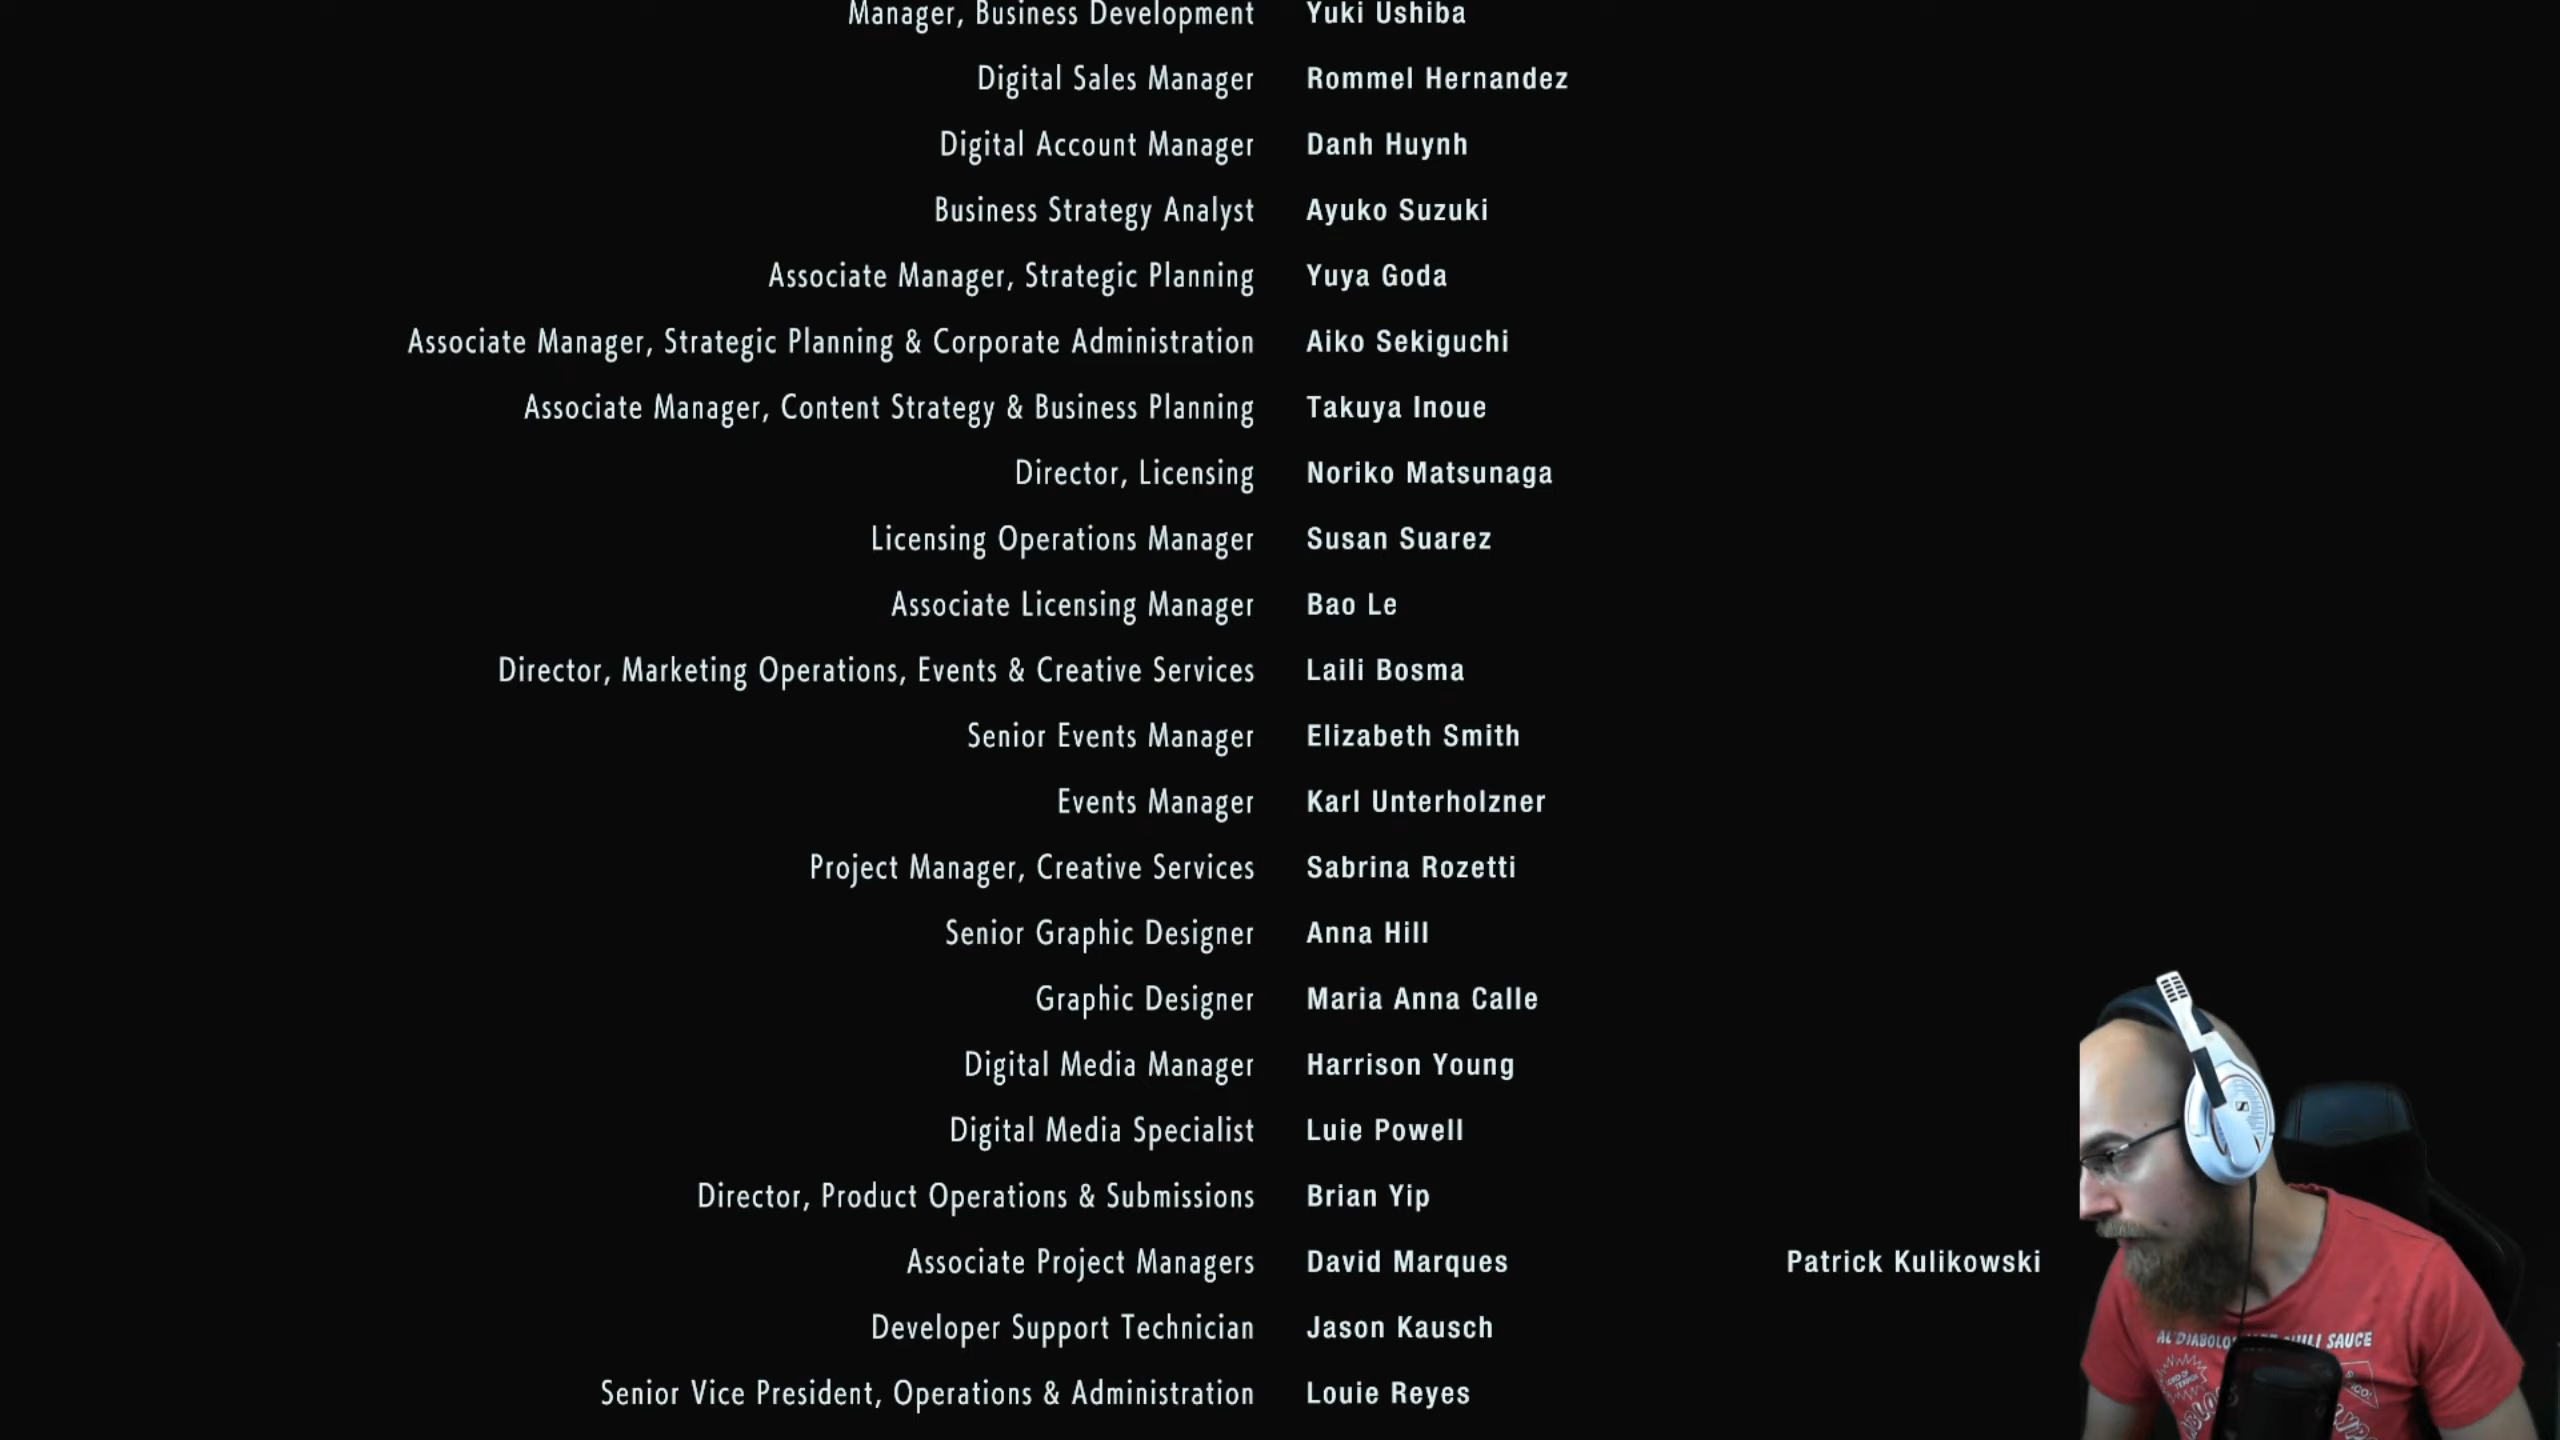 Manager, Business Development Yuki Ushiba
Digital Sales Manager Rommel Hernandez
Digital Account Manager Danh Huynh
Business Strategy Analyst Ayuko Suzuki
Associate Manager, Strategic Planning Yuya Goda
Associate Manager, Strategic Planning & Corporate Administration Aiko Sekiguchi
Associate Manager, Content Strategy & Business Planning Takuya Inoue
Director, Licensing Noriko Matsunaga
Licensing Operations Manager Susan Suarez
Associate Licensing Manager Bao Le
Director, Marketing Operations, Events & Creative Services Laili Bosma
Senior Events Manager Elizabeth Smith
Events Manager Karl Unterholzner
Project Manager, Creative Services Sabrina Rozetti
Senior Graphic Designer Anna Hill
Graphic Designer Maria Anna Calle
Digital Media Manager Harrison Young
Digital Media Specialist Luie Powell
Director, Product Operations & Submissions Brian Yip
Associate Project Managers David Marques Patrick Kulikowski
Developer Support Technician Jason Kausch
Senior Vice President, Operations & Administration Louie Reyes
SAUCE